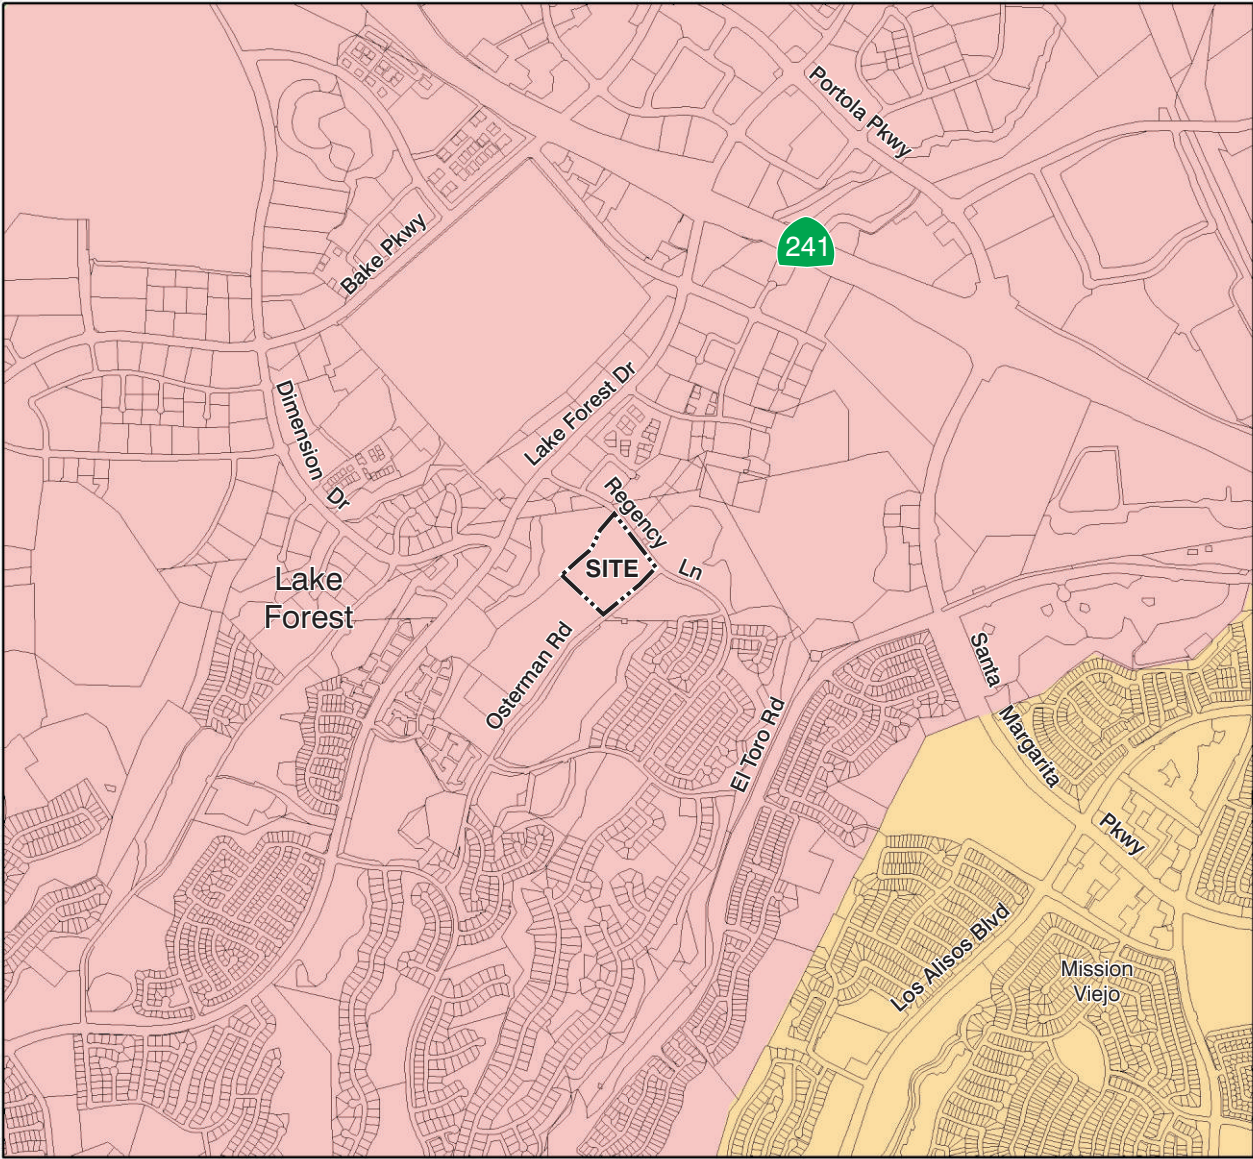 Portola Pkwy
241
Bake Pkwy
Lake Forest Dr
Dimension
Dr
Regency
Ln
SITE
Lake
Forest
Osterman Rd
Santa
Margarita
Pkwy
El Toro Rd
Los Alisos Blvd
Mission
Viejo